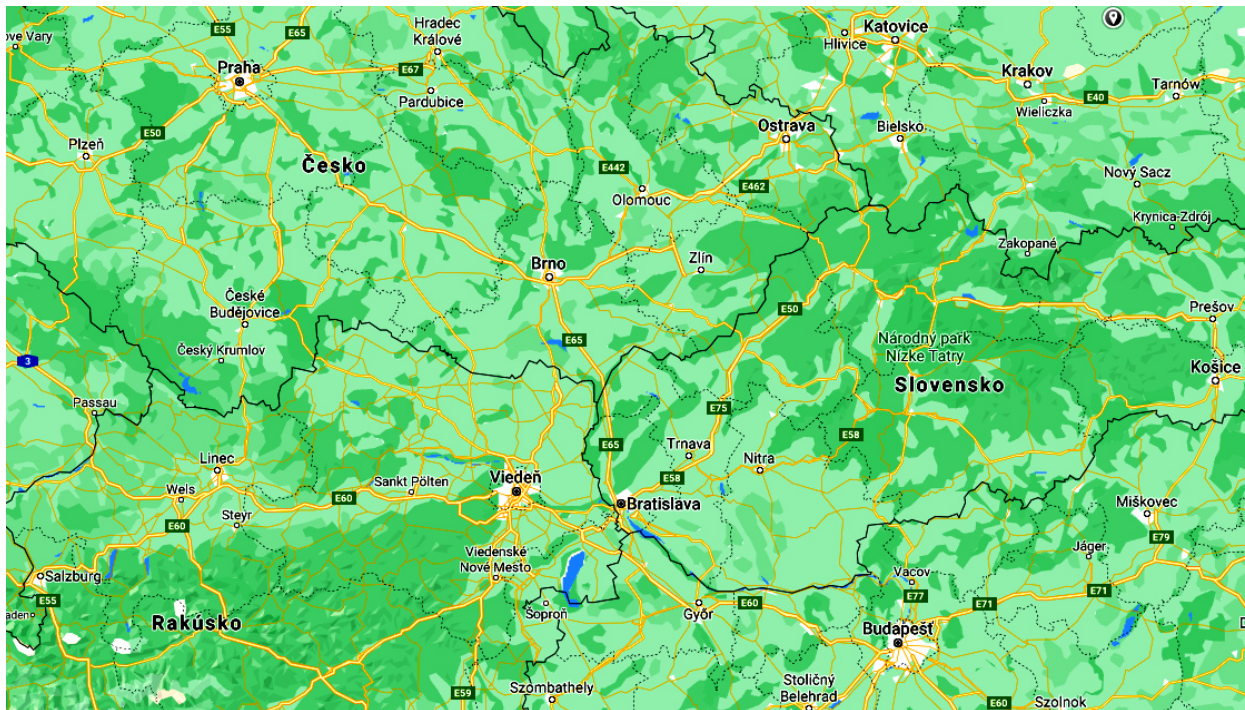 Hradec
Králové
E55
E65
ove Vary
Katovice
Hlivice
Praha
E67
Pardubice
Krakov
Tarnów
E40
Wieliczka
E50
Plzeň
Ostrava
Bielsko
Česko
E442
E462
Olomouc
Nový Sacz
Krynica-Zdrój
Zakopané
Brno
Zlín
České
Budějovice
E50
Prešov
E65
Národný park
Nízke Tatry
Český Krumlov
3
Košice
Slovensko
Passau
E75
E58
E65
Trnava
Linec
Nitra
Viedeň
Sankt Pölten
E58
Wels
E60
Bratislava
Miškovec
Steyr
E60
E79
Viedenské
Nové Mesto
Jáger
Salzburg
Vacov
E55
aden
Šoproň
Győr
E60
E77
E71
E71
Rakúsko
Budapešť
D
Szombathely
E59
Stoličný
Belehrad
E60
Szolnok